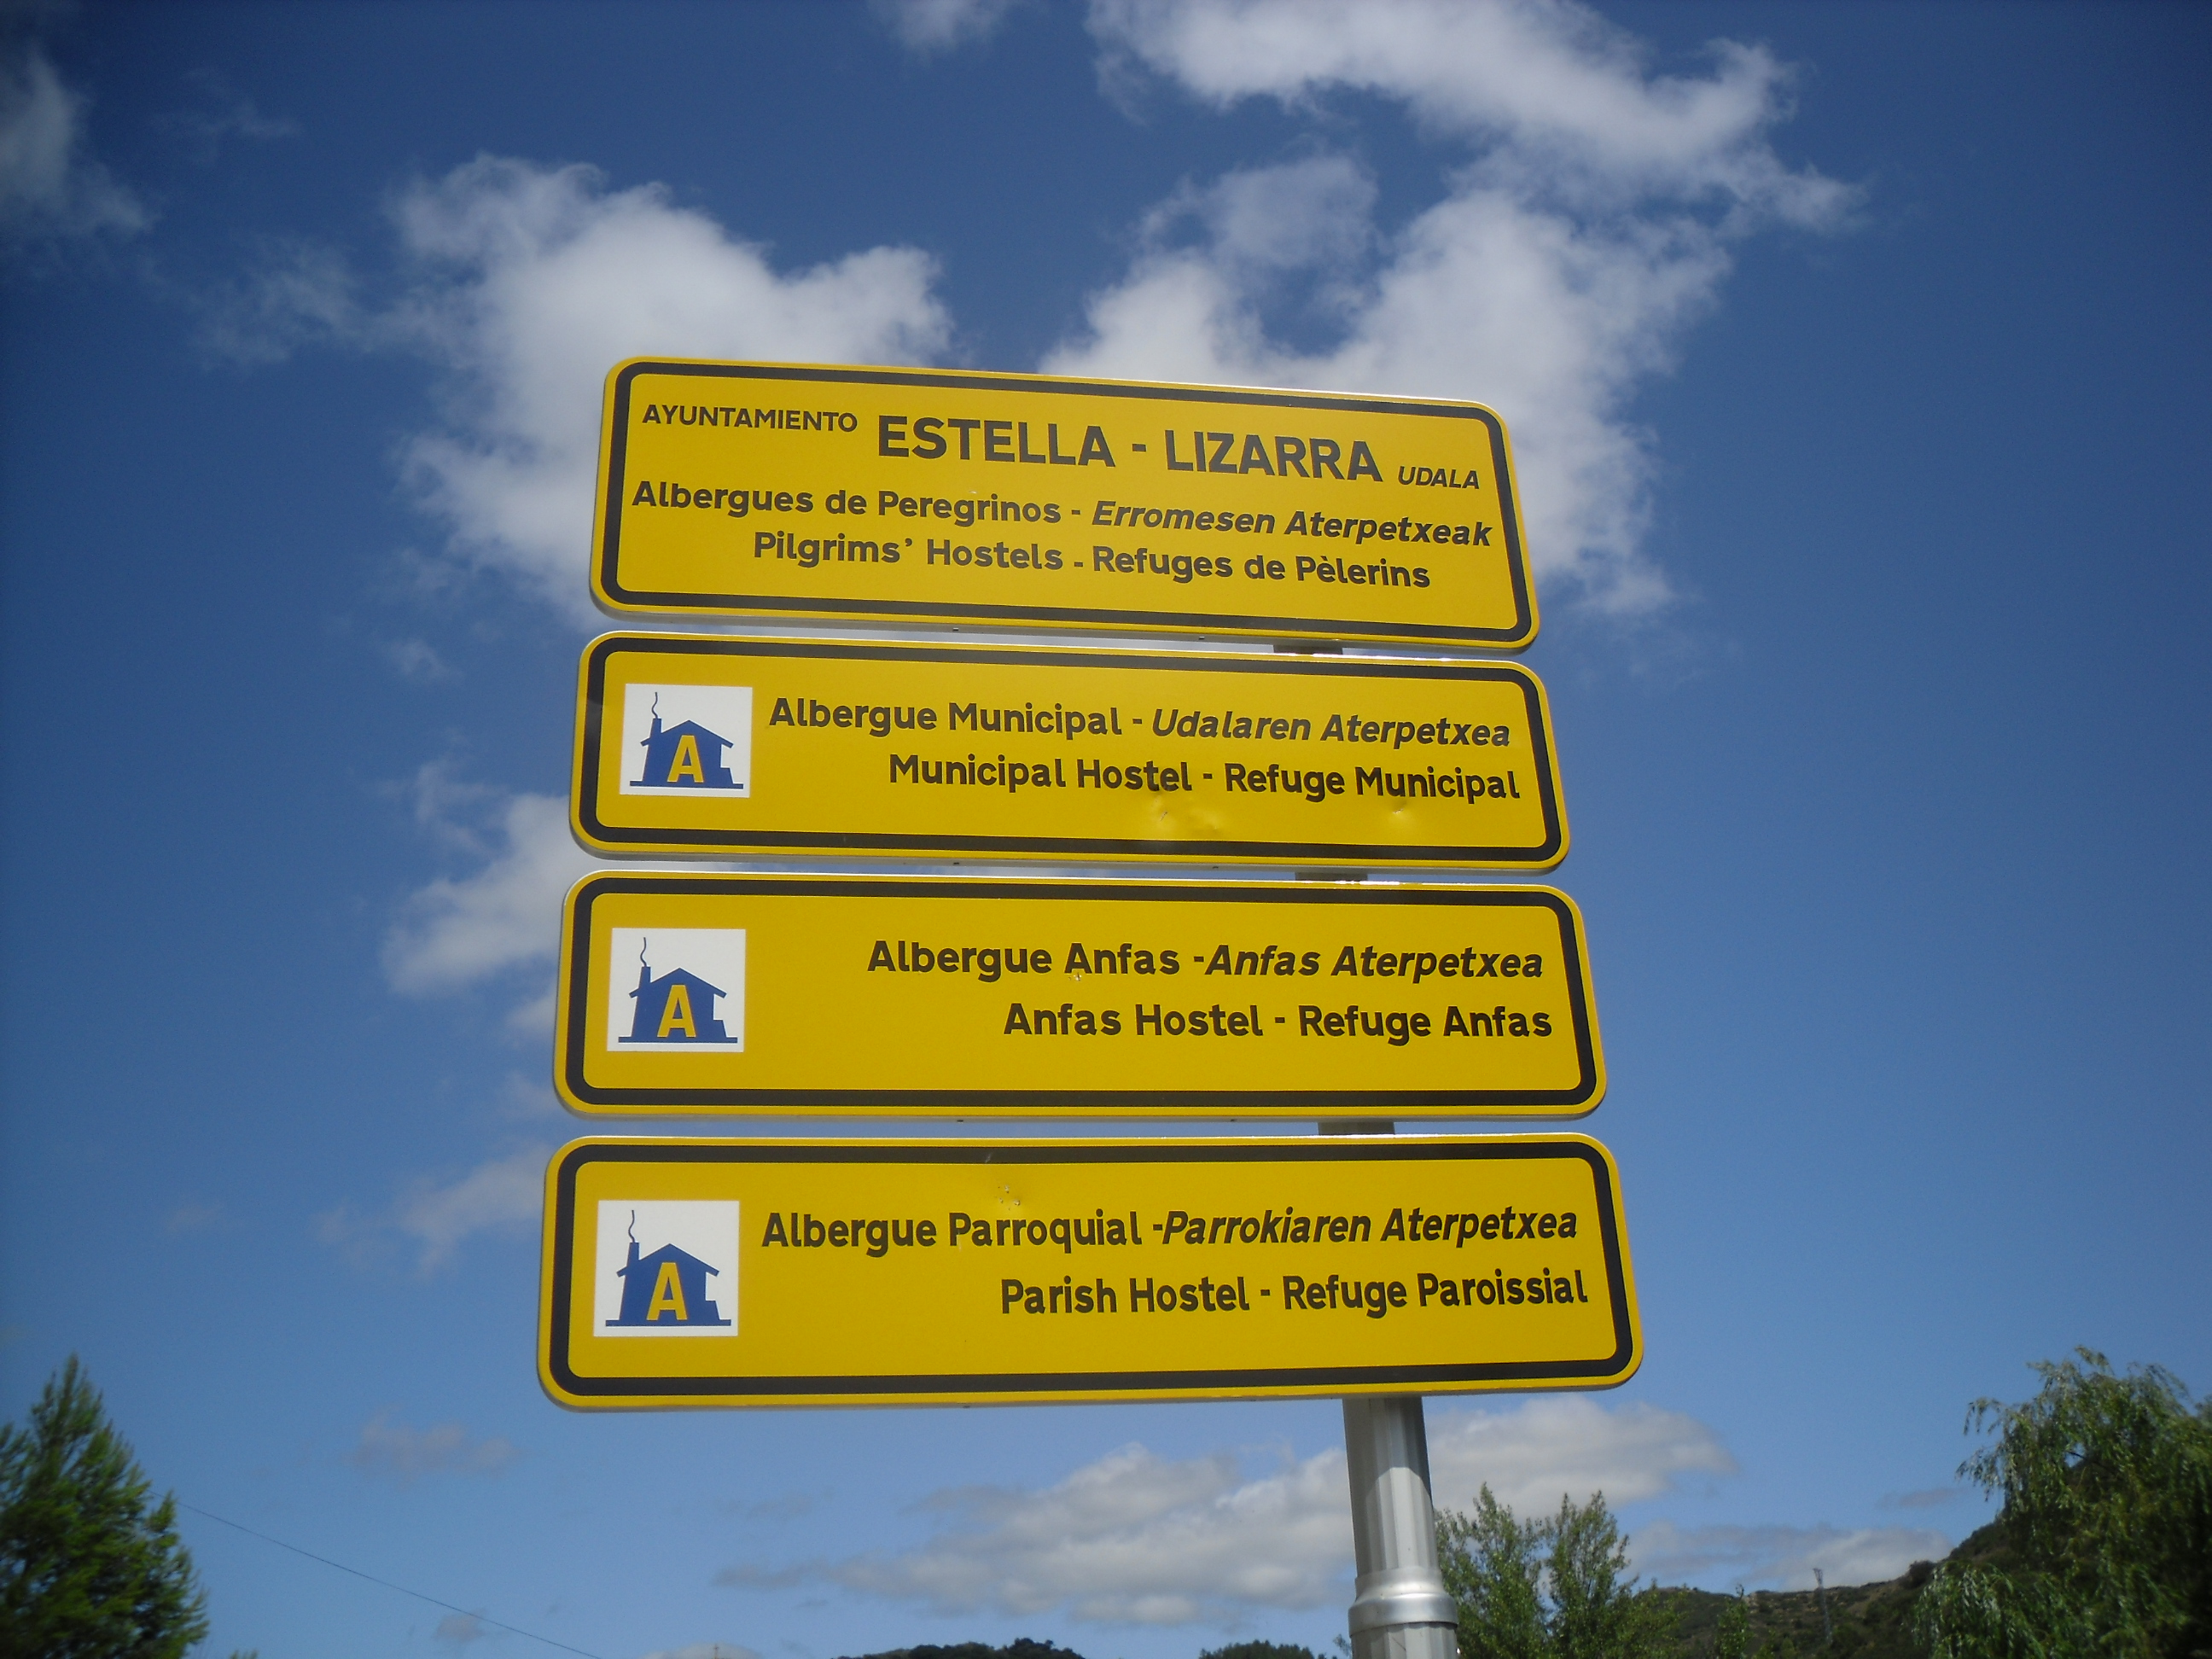 AYUNTAMIENTO ESTELLA - LIZARRA UDALA
Albergues de Peregrinos - Erromesen Aterpetxeak
Pilgrims' Hostels - Refuges de Pèlerins
A Albergue Municipal - Udalaren Aterpetxea
Municipal Hostel - Refuge Municipal
A Albergue Anfas -Anfas Aterpetxea
Anfas Hostel - Refuge Anfas
A Albergue Parroquial -Parrokiaren Aterpetxea
Parish Hostel - Refuge Paroissial